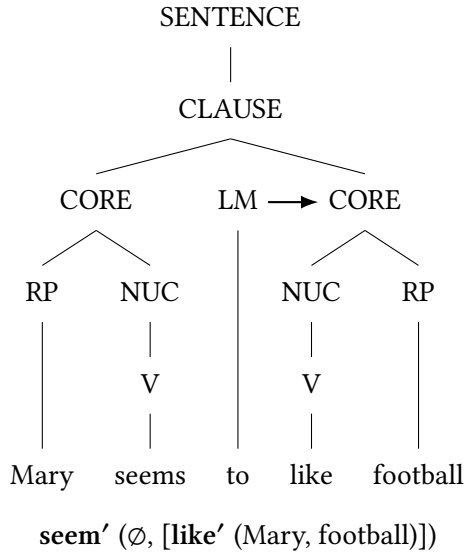 SENTENCE
CLAUSE
CORE LM CORE
RP NUC NUC RP
V V
Mary seems to like football
seem′ (∅, [like′ (Mary, football)])